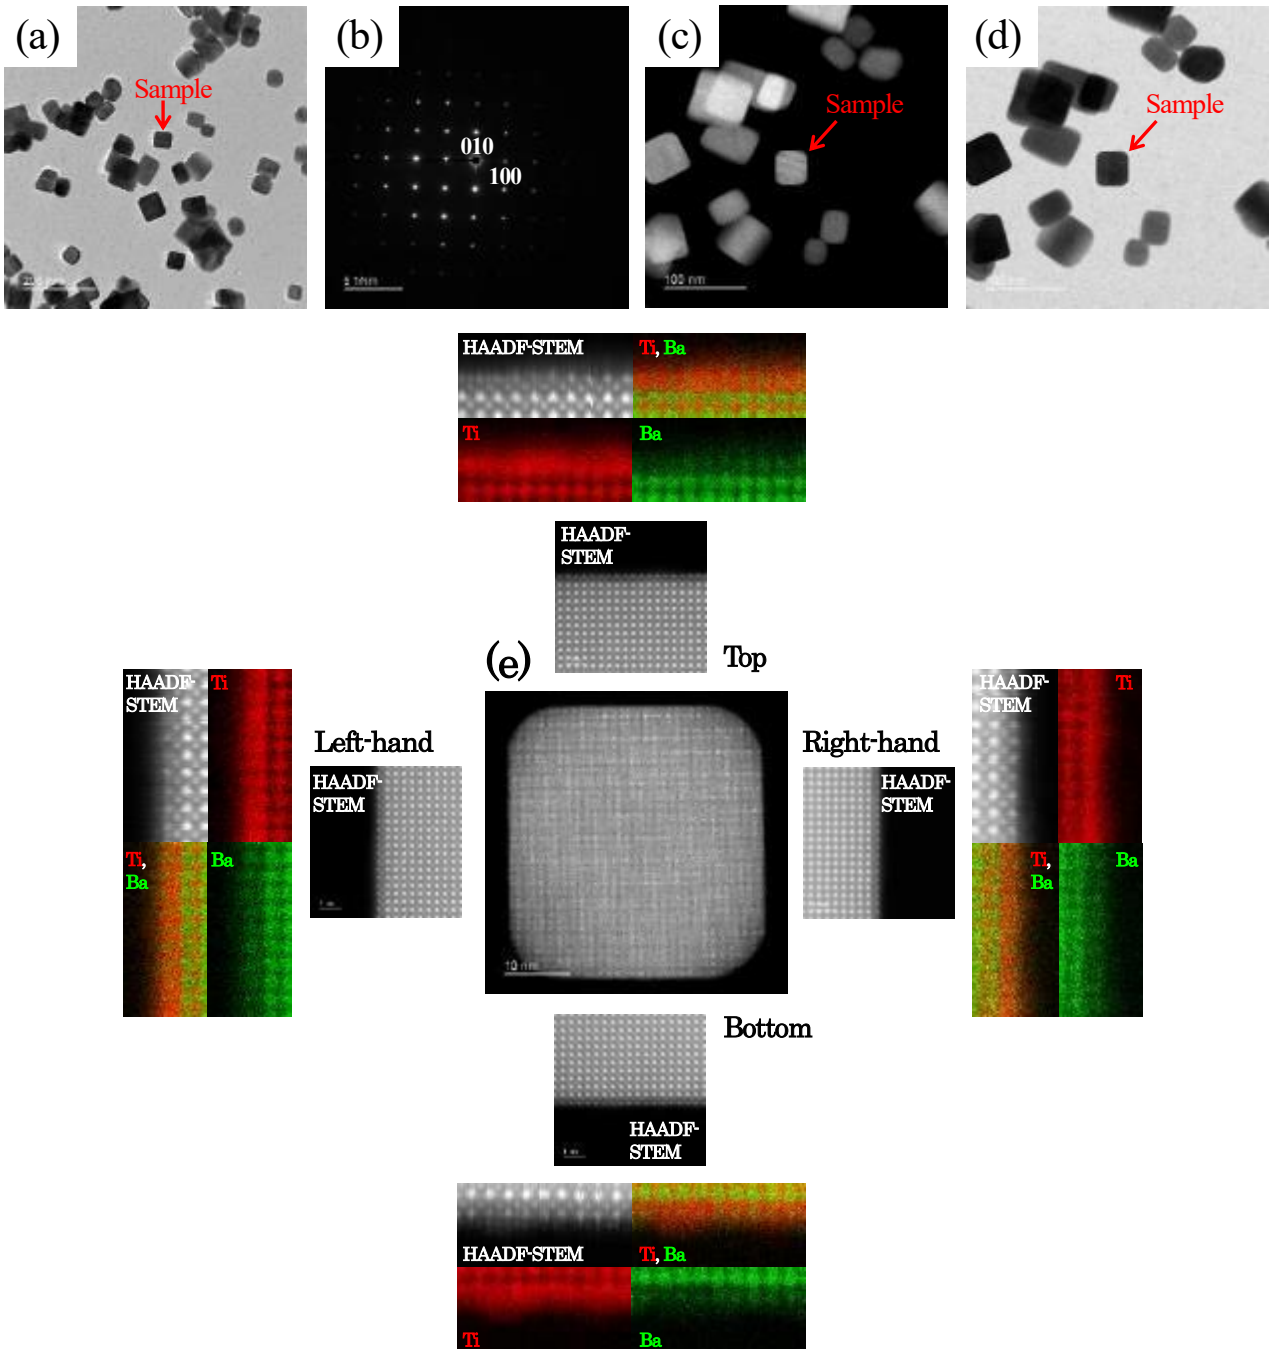 (a)
Sample
(b)
010
100
(c)
Sample
100 nm
(d)
Sample
HAADF-STEM
Ti, Ba
Ti
Ba
HAADF-
STEM
(e)
Top
HAADF-
STEM
Ti
Ti,
Ba
Ba
Left-hand
HAADF-
STEM
10 nm
Right-hand
HAADF-
STEM
HAADF-
STEM
Ti
Ti,
Ba
Ba
Bottom
HAADF-
STEM
HAADF-STEM
Ti, Ba
Ti
Ba